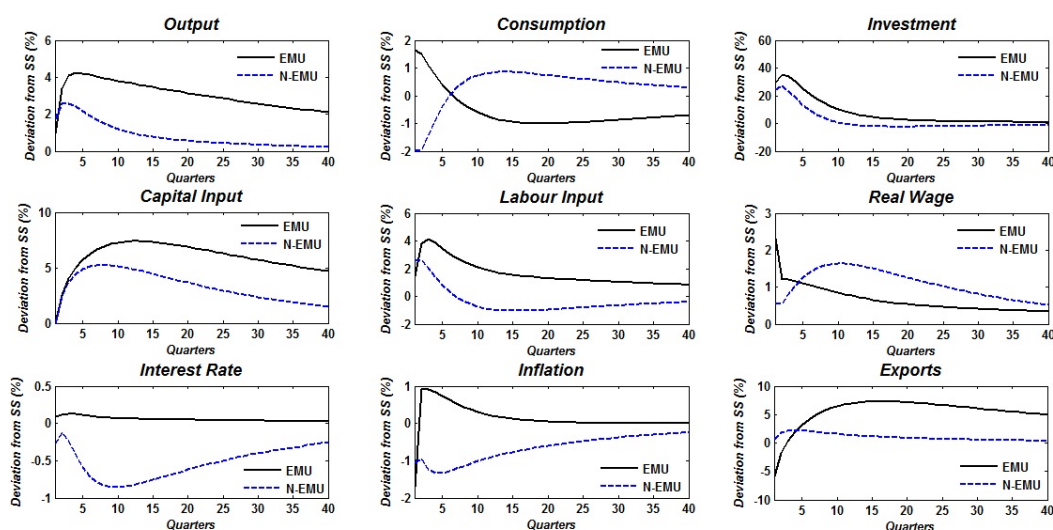 Output
Deviation from SS (%)
6
4
2
0
EMU
N-EMU
5 10 15 20 25 30 35 40
Quarters
Consumption
Deviation from SS (%)
2
1
0
-1
-2
EMU
N-EMU
5 10 15 20 25 30 35 40
Quarters
Investment
Deviation from SS (%)
60
40
20
0
-20
EMU
N-EMU
5 10 15 20 25 30 35 40
Quarters
Capital Input
Deviation from SS (%)
10
5
0
EMU
N-EMU
5 10 15 20 25 30 35 40
Quarters
Labour Input
Deviation from SS (%)
6
4
2
0
-2
EMU
N-EMU
5 10 15 20 25 30 35 40
Quarters
Real Wage
Deviation from SS (%)
3
2
1
0
EMU
N-EMU
5 10 15 20 25 30 35 40
Quarters
Interest Rate
Deviation from SS (%)
0.5
0
-0.5
-1
EMU
N-EMU
5 10 15 20 25 30 35 40
Quarters
Inflation
Deviation from SS (%)
1
0
-1
-2
EMU
N-EMU
5 10 15 20 25 30 35 40
Quarters
Exports
Deviation from SS (%)
10
5
0
-5
-10
EMU
N-EMU
5 10 15 20 25 30 35 40
Quarters